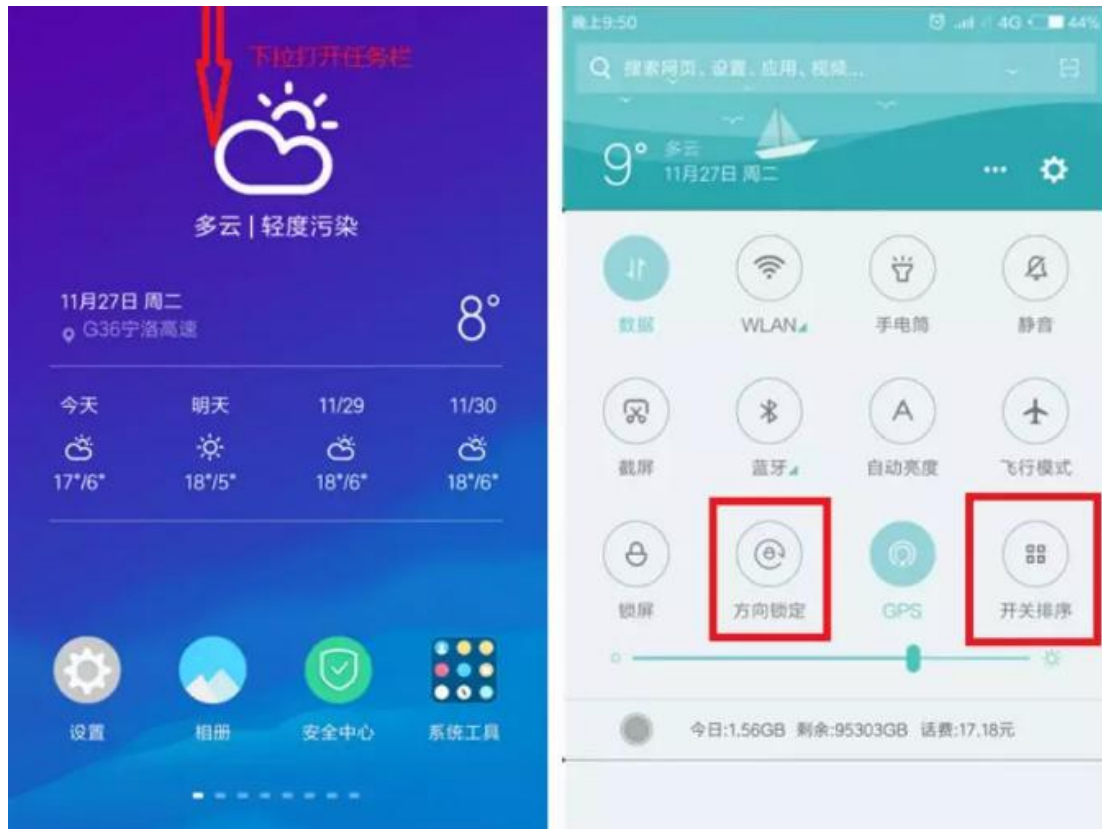 下拉打开任务栏
多云 | 轻度污染
11月27日 周二
G36宁洛高速
8°
今天 明天 11/29 11/30
17°/6° 18°/5° 18°/6° 18°/6°
设置 相册 安全中心 系统工具
晚上9:50 4G 44%
搜索网页、设置、应用、视频...
9° 多云
11月27日 周二
数据 WLAN 手电筒 静音
截屏 蓝牙 自动亮度 飞行模式
锁屏 方向锁定 GPS 开关排序
今日:1.56GB 剩余:95303GB 话费:17.18元